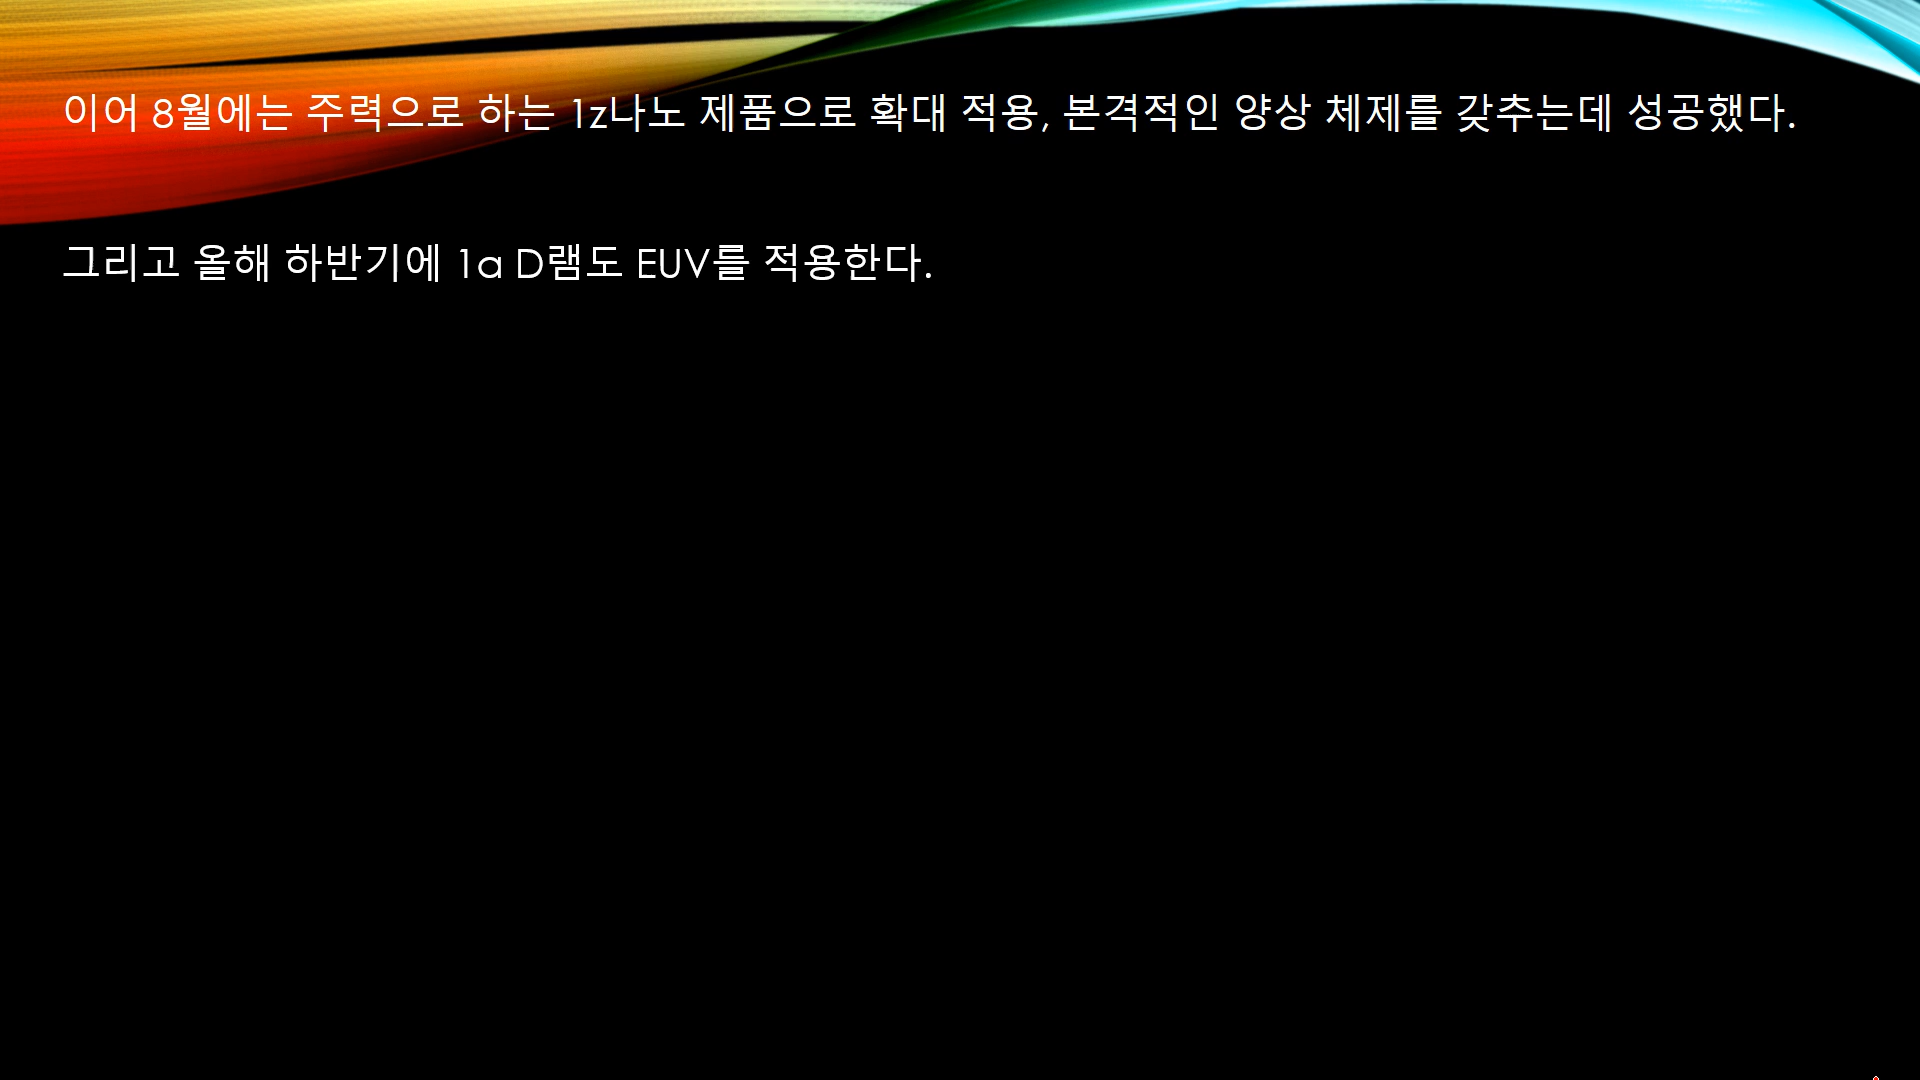 이어 8월에는 주력으로 하는 1z나노 제품으로 확대 적용, 본격적인 양상 체제를 갖추는데 성공했다.
그리고 올해 하반기에 1a D램도 EUV를 적용한다.